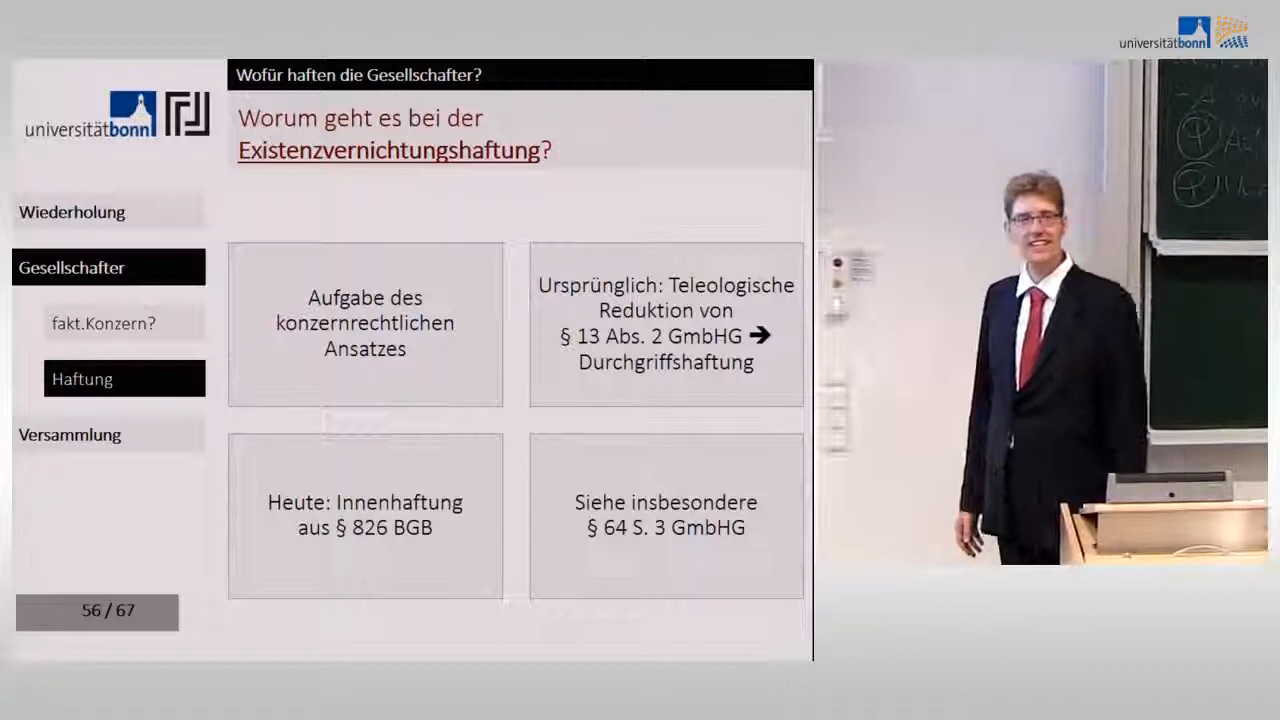 universitätbonn
Wofür haften die Gesellschafter?
universitätbonn
Worum geht es bei der
Existenzvernichtungshaftung?
Wiederholung
Gesellschafter
fakt.Konzern?
Haftung
Versammlung
56 / 67
Aufgabe des
konzernrechtlichen
Ansatzes
Ursprünglich: Teleologische
Reduktion von
§ 13 Abs. 2 GmbHG ➔
Durchgriffshaftung
Heute: Innenhaftung
aus § 826 BGB
Siehe insbesondere
§ 64 S. 3 GmbHG